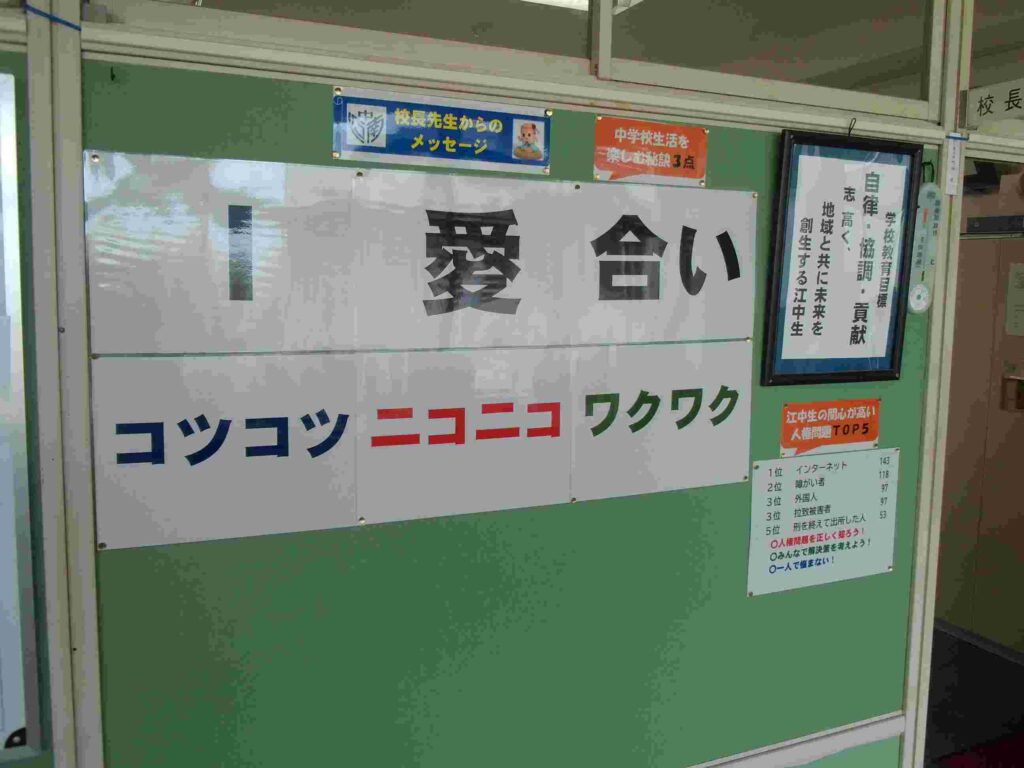 校長先生からの
メッセージ
中学校生活を
楽しむ秘訣3点
I 愛 合い
コツコツ ニコニコ ワクワク
学校教育目標
自律・協調・貢献
志高く、
地域と共に未来を
創生する江中生
校長
江中生の関心が高い
人権問題TOP5
1位 インターネット 143
2位 障がい者 118
3位 外国人 97
3位 拉致被害者 97
5位 刑を終えて出所した人 53
○人権問題を正しく知ろう！
○みんなで解決策を考えよう！
○一人で悩まない！